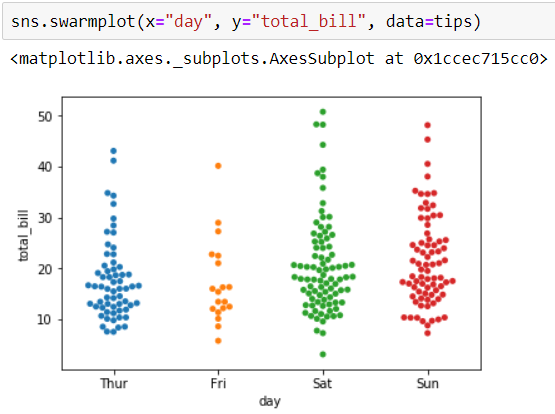 sns.swarmplot(x="day", y="total_bill", data=tips)
<matplotlib.axes._subplots.AxesSubplot at 0x1ccec715cc0>
50
40
30
20
10
total_bill
Thur Fri Sat Sun
day